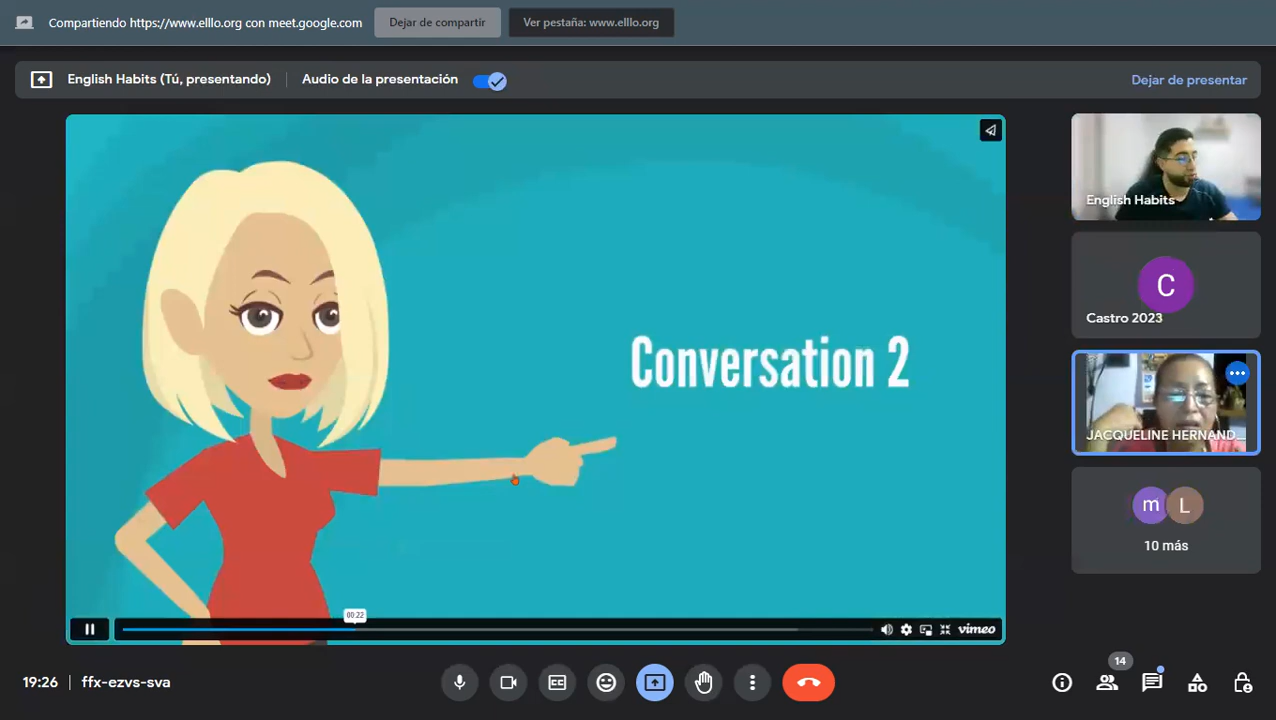 Compartiendo https://www.elllo.org con meet.google.com
Dejar de compartir
Ver pestaña: www.elllo.org
English Habits (Tú, presentando)
Audio de la presentación
Dejar de presentar
English Habits
C
Castro 2023
Conversation 2
JACQUELINE HERNAND...
m
L
10 más
00:22
vimeo
19:26
ffx-ezvs-sva
CC
14